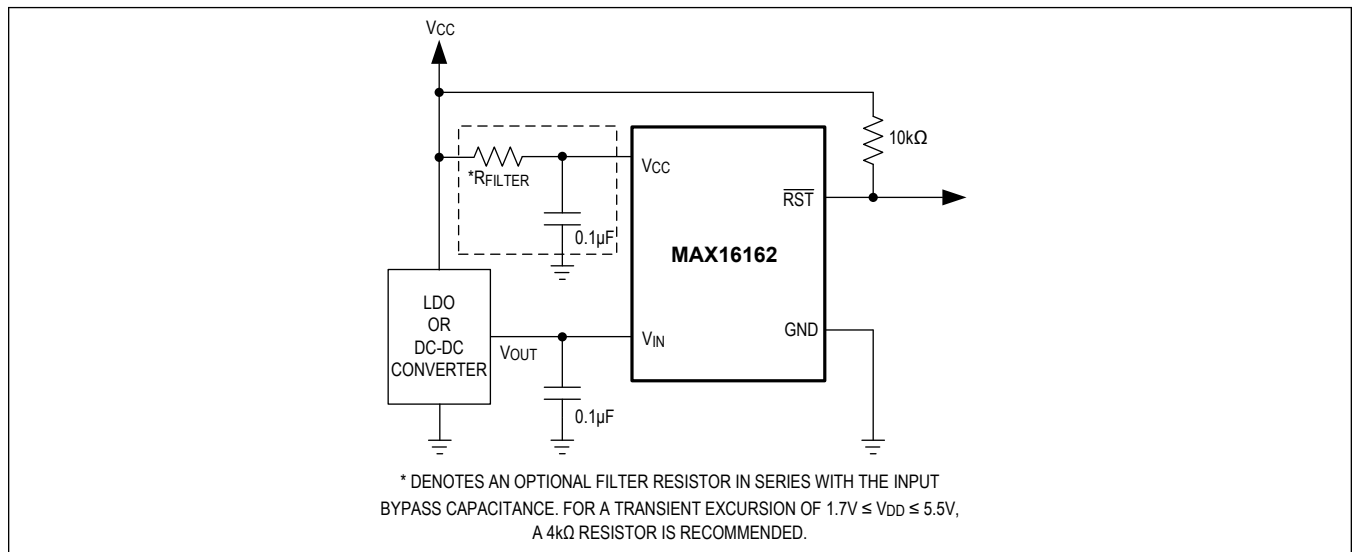 VCC
10kΩ
*RFILTER
VCC
RST
0.1µF
MAX16162
LDO
OR
DC-DC
CONVERTER
VOUT
VIN
GND
0.1µF
* DENOTES AN OPTIONAL FILTER RESISTOR IN SERIES WITH THE INPUT
BYPASS CAPACITANCE. FOR A TRANSIENT EXCURSION OF 1.7V ≤ VDD ≤ 5.5V,
A 4kΩ RESISTOR IS RECOMMENDED.